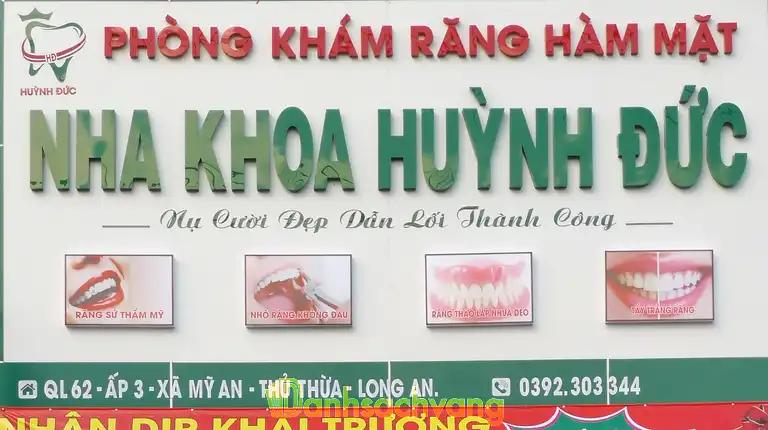 HĐ
HUỲNH ĐỨC
PHÒNG KHÁM RĂNG HÀM MẶT
NHA KHOA HUỲNH ĐỨC
Nụ Cười Đẹp Dẫn Lối Thành Công
RĂNG SỨ THẨM MỸ
NHỔ RĂNG KHÔNG ĐAU
RĂNG THÁO LẮP NHỰA DẺO
TẨY TRẮNG RĂNG
QL 62 - ẤP 3 - XÃ MỸ AN - THỦ THỪA - LONG AN.
0392.303 344
Danhsachvang
NHÂN DỊP KHAI TRƯƠNG